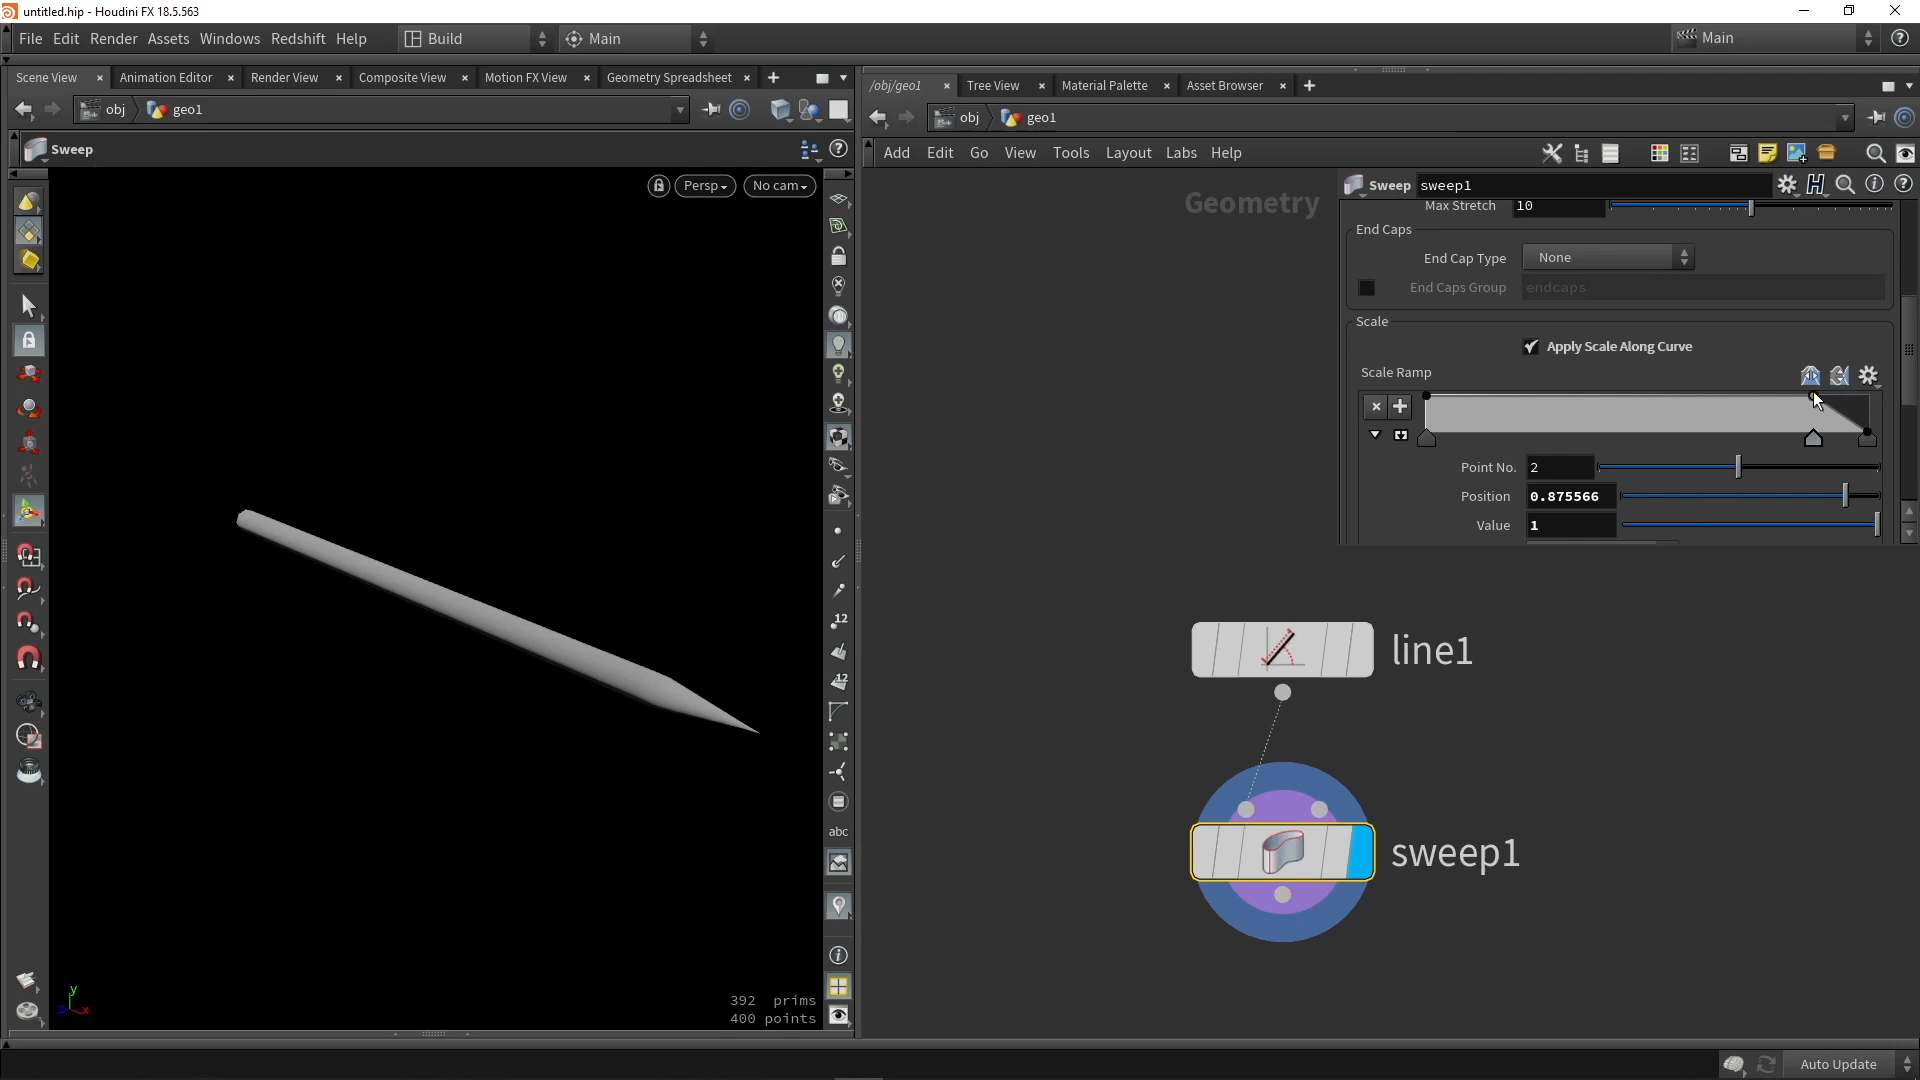 untitled.hip - Houdini FX 18.5.563
File Edit Render Assets Windows Redshift Help Build Main Main
Scene View Animation Editor Render View Composite View Motion FX View Geometry Spreadsheet
obj geo1
Sweep
Persp No cam
12
12
abc
y
x
392 prims
400 points
/obj/geo1 Tree View Material Palette Asset Browser
obj geo1
Add Edit Go View Tools Layout Labs Help
Geometry
Sweep sweep1
Max Stretch 10
End Caps
End Cap Type None
End Caps Group endcaps
Scale
Apply Scale Along Curve
Scale Ramp
Point No. 2
Position 0.875566
Value 1
line1
sweep1
Auto Update